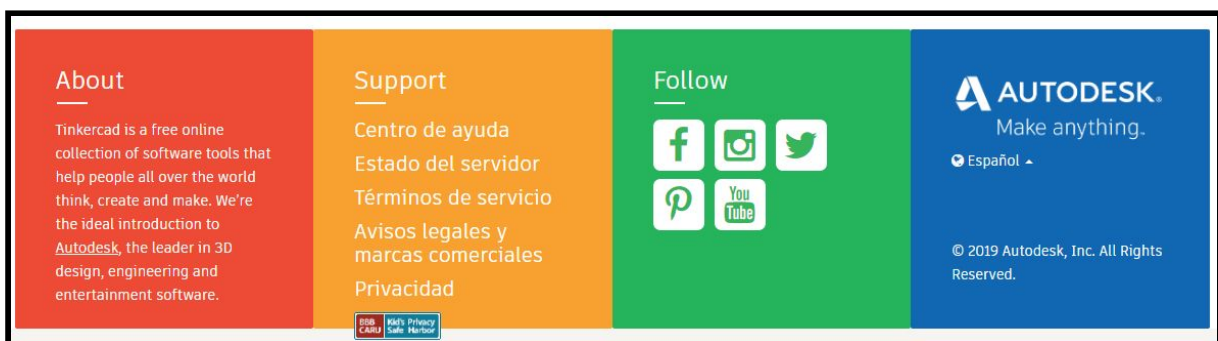 About
Tinkercad is a free online
collection of software tools that
help people all over the world
think, create and make. We're
the ideal introduction to
Autodesk, the leader in 3D
design, engineering and
entertainment software.
Support
Centro de ayuda
Estado del servidor
Términos de servicio
Avisos legales y
marcas comerciales
Privacidad
BBB Kid's Privacy
CARU Safe Harbor
Follow
You
Tube
AUTODESK.
Make anything.
Español
© 2019 Autodesk, Inc. All Rights
Reserved.